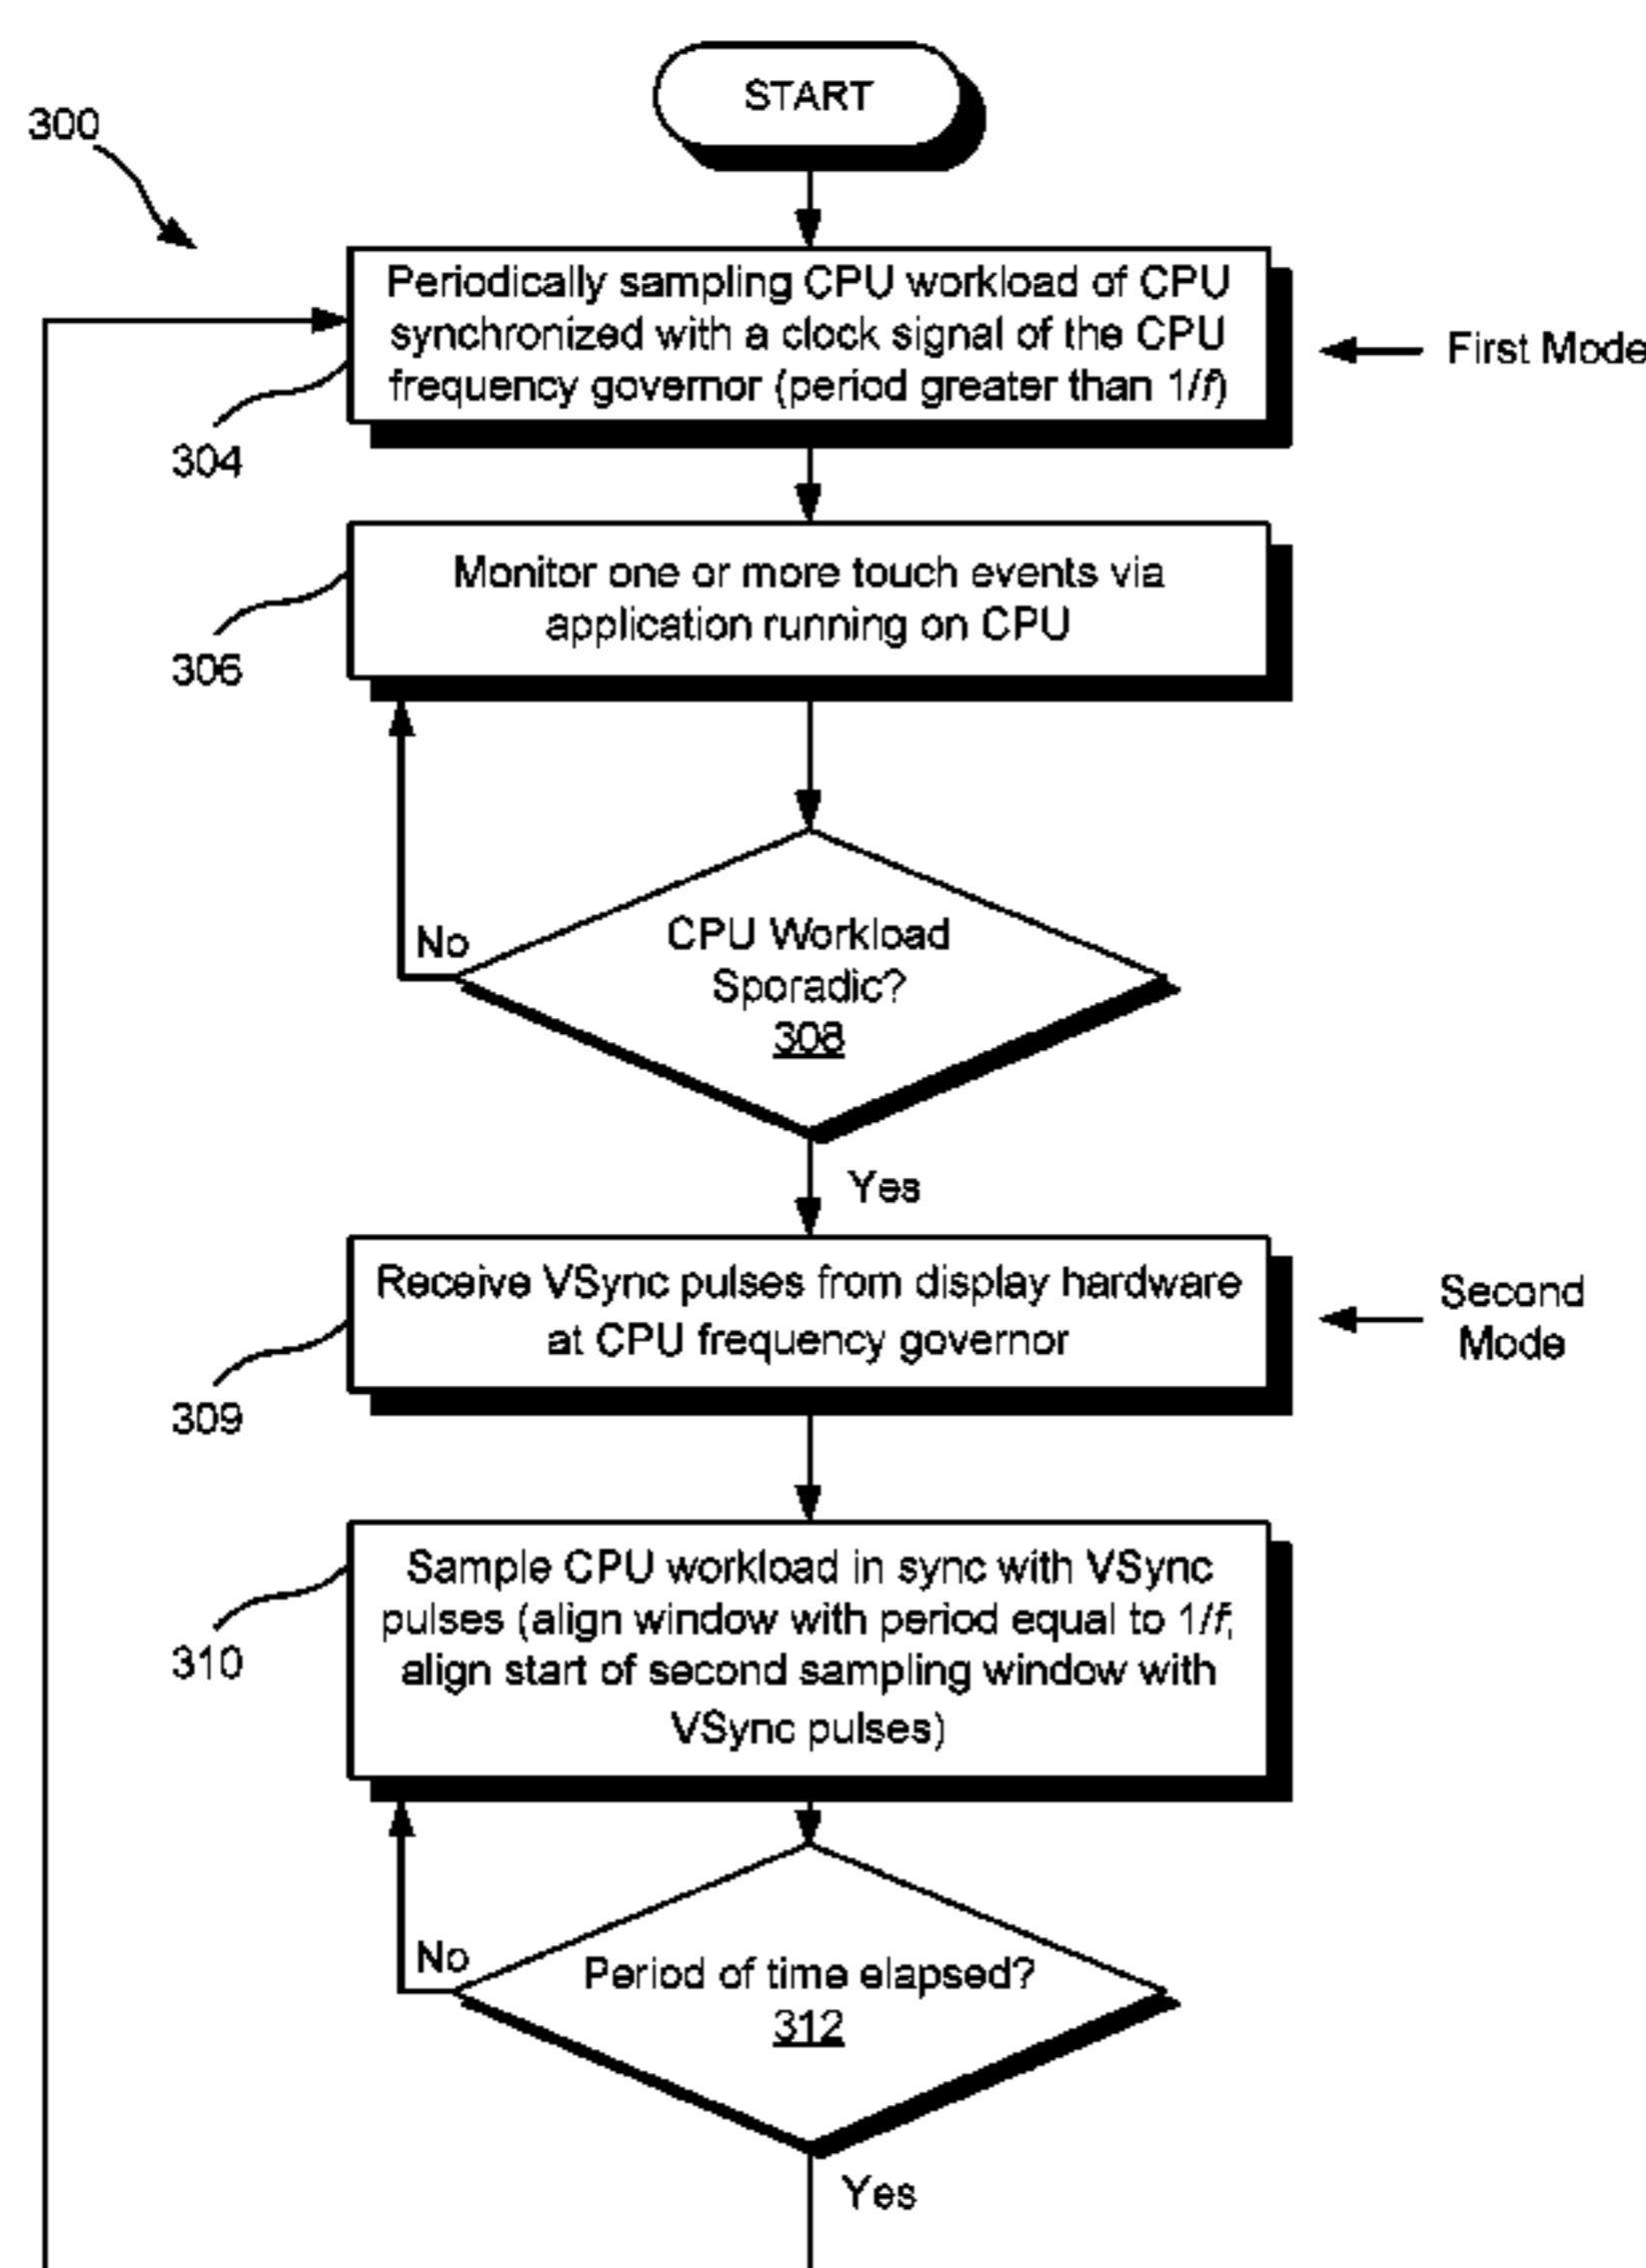 START
300
Periodically sampling CPU workload of CPU
synchronized with a clock signal of the CPU
frequency governor (period greater than 1/f)
First Mode
304
Monitor one or more touch events via
application running on CPU
306
CPU Workload
Sporadic?
308
No
Yes
Receive VSync pulses from display hardware
at CPU frequency governor
Second
Mode
309
Sample CPU workload in sync with VSync
pulses (align window with period equal to 1/f;
align start of second sampling window with
VSync pulses)
310
No
Period of time elapsed?
312
Yes